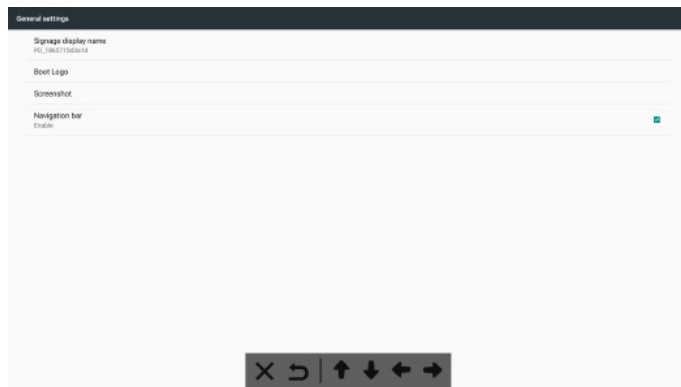 General settings
Signage display name
Boot Logo
Screenshot
Navigation bar
Enable